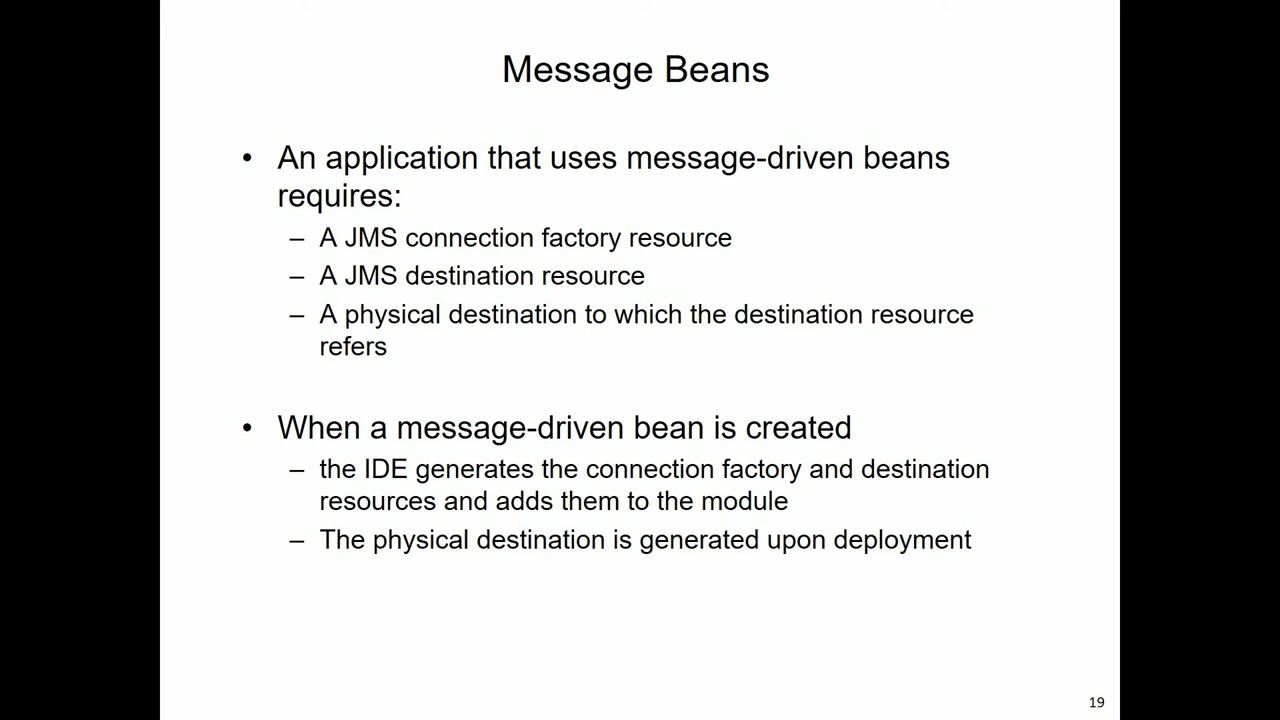 Message Beans
• An application that uses message-driven beans
requires:
– A JMS connection factory resource
– A JMS destination resource
– A physical destination to which the destination resource
refers
• When a message-driven bean is created
– the IDE generates the connection factory and destination
resources and adds them to the module
– The physical destination is generated upon deployment
19